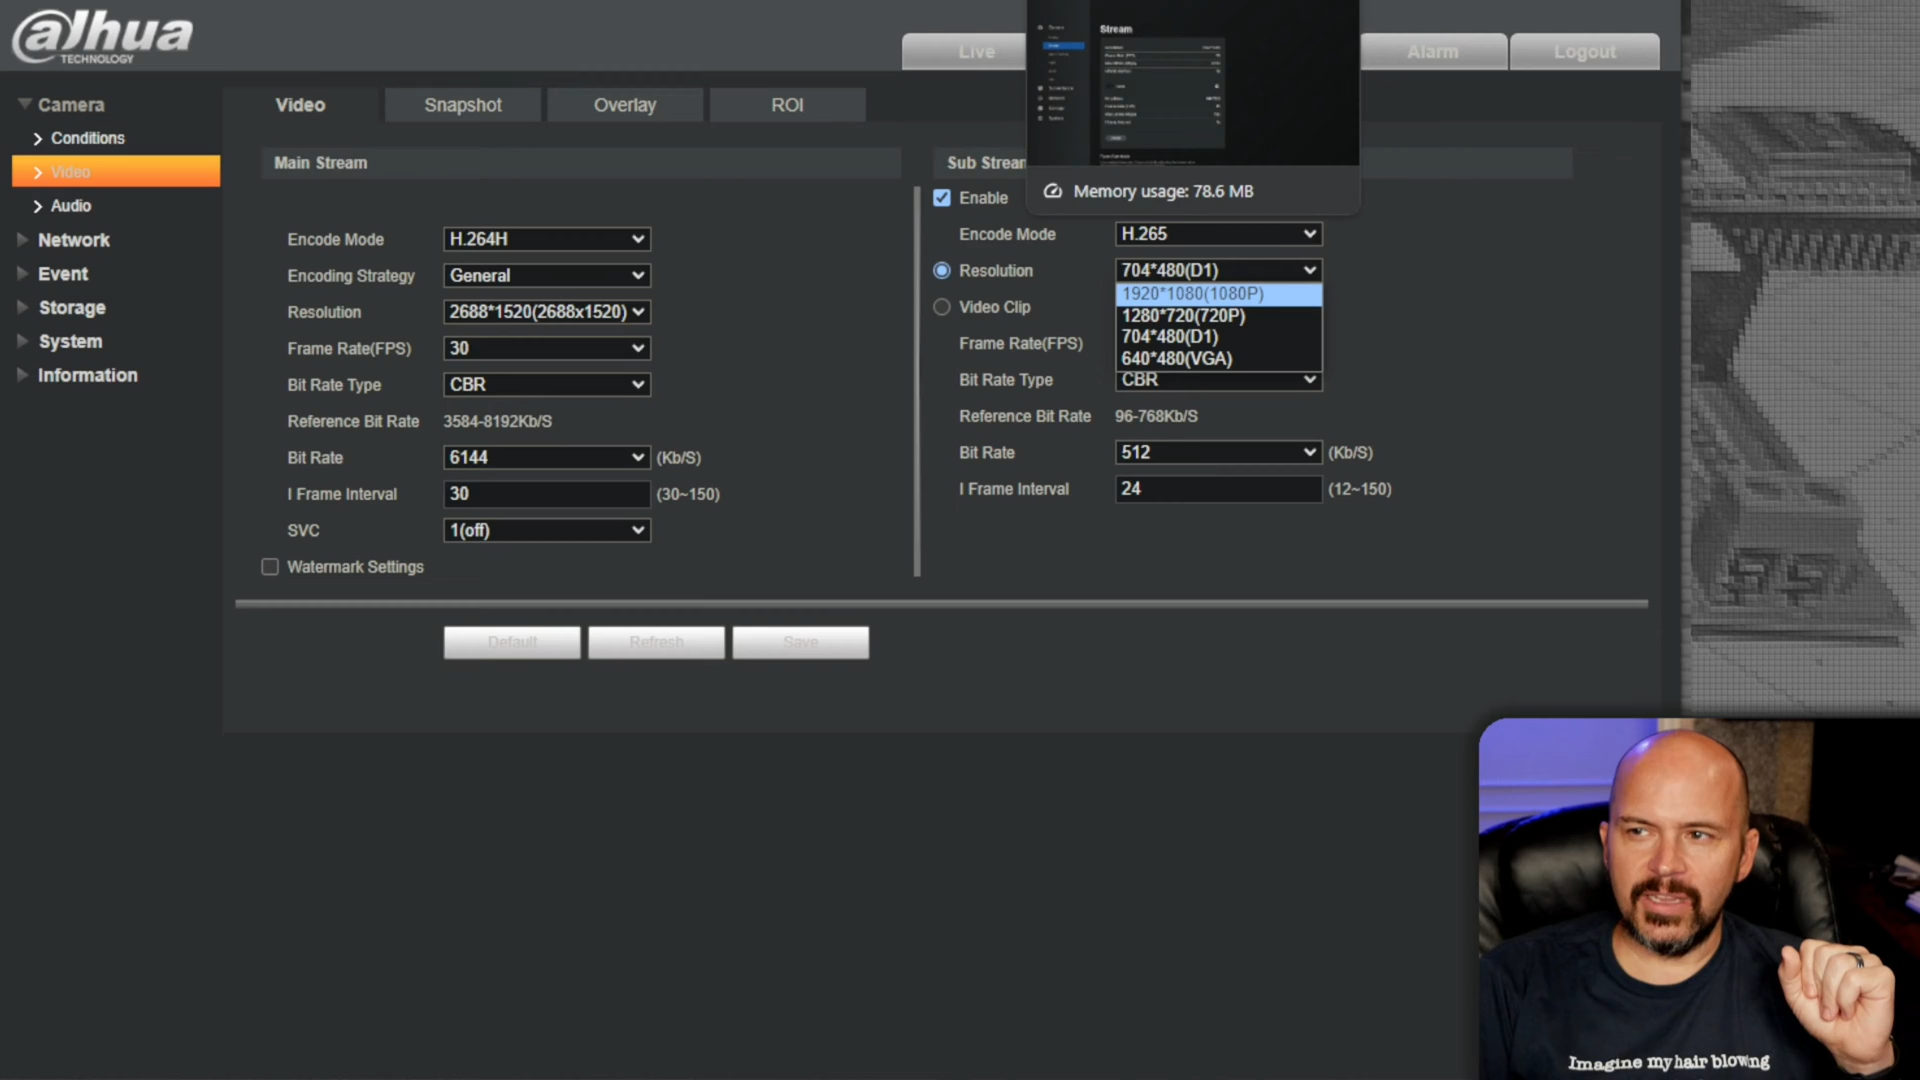 alhua
TECHNOLOGY
Live
Alarm
Logout
Stream
Memory usage: 78.6 MB
Camera
Conditions
Video
Audio
Network
Event
Storage
System
Information
Video
Snapshot
Overlay
ROI
Main Stream
Encode Mode
H.264H
Encoding Strategy
General
Resolution
2688*1520(2688x1520)
Frame Rate(FPS)
30
Bit Rate Type
CBR
Reference Bit Rate
3584-8192Kb/S
Bit Rate
6144
(Kb/S)
I Frame Interval
30
(30~150)
SVC
1(off)
Watermark Settings
Default
Refresh
Save
Sub Stream
Enable
Encode Mode
H.265
Resolution
704*480(D1)
1920*1080(1080P)
1280*720(720P)
704*480(D1)
640*480(VGA)
Video Clip
Frame Rate(FPS)
Bit Rate Type
CBR
Reference Bit Rate
96-768Kb/S
Bit Rate
512
(Kb/S)
I Frame Interval
24
(12~150)
Imagine my hair blowing